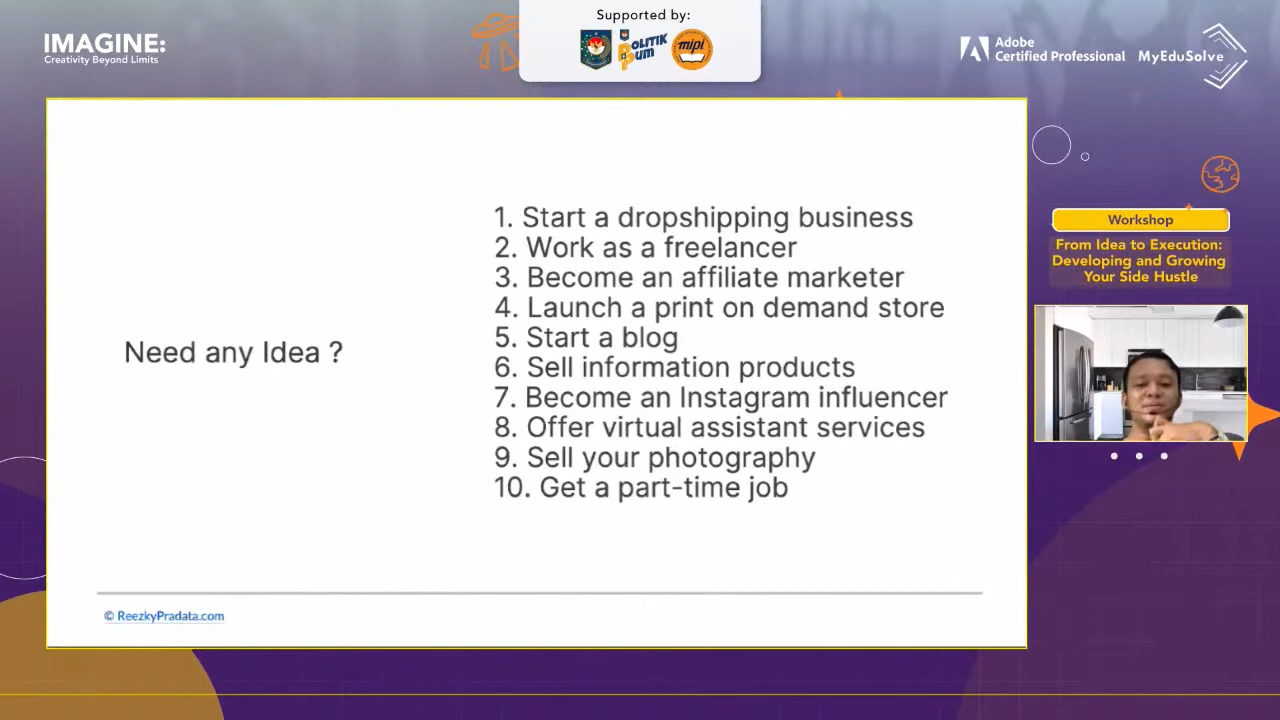 Supported by:
IMAGINE:
Creativity Beyond Limits
POLITIK
PUM
mipi
Adobe
Certified Professional
MyEduSolve
Need any Idea ?
1. Start a dropshipping business
2. Work as a freelancer
3. Become an affiliate marketer
4. Launch a print on demand store
5. Start a blog
6. Sell information products
7. Become an Instagram influencer
8. Offer virtual assistant services
9. Sell your photography
10. Get a part-time job
© ReezkyPradata.com
Workshop
From Idea to Execution:
Developing and Growing
Your Side Hustle